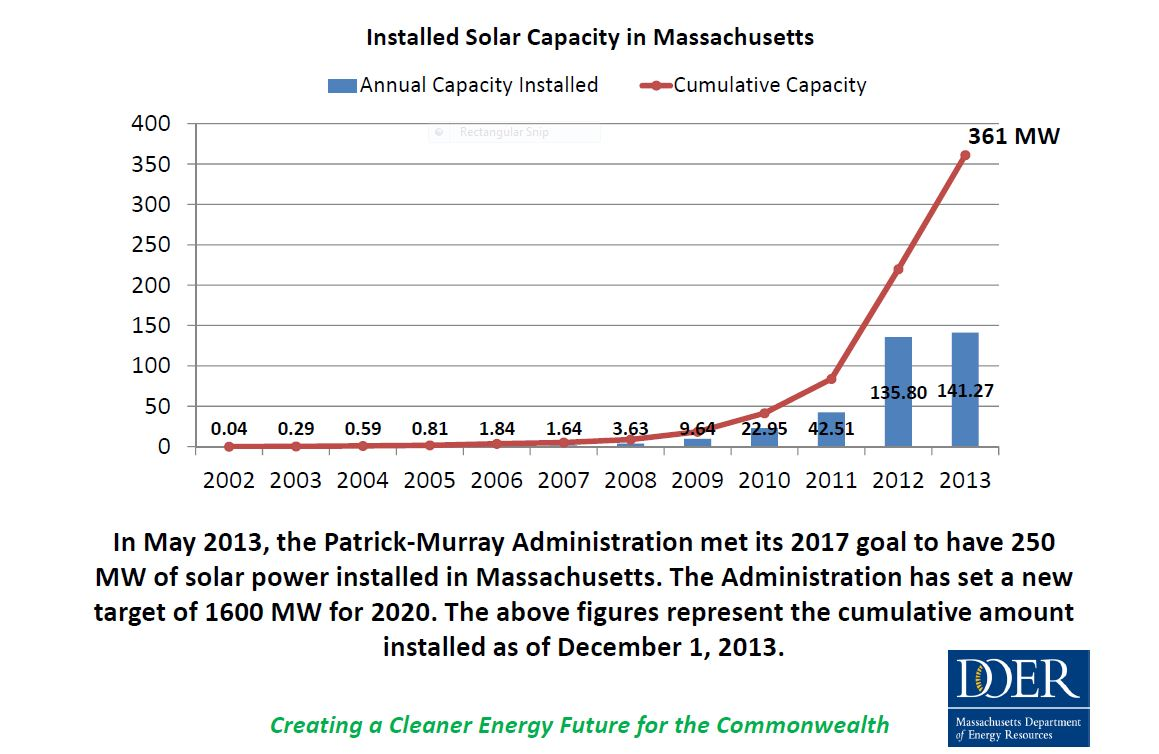 Installed Solar Capacity in Massachusetts
Annual Capacity Installed Cumulative Capacity
Rectangular Snip
400
350
300
250
200
150
100
50
0
361 MW
0.04 0.29 0.59 0.81 1.84 1.64 3.63 9.64 22.95 42.51 135.80 141.27
2002 2003 2004 2005 2006 2007 2008 2009 2010 2011 2012 2013
In May 2013, the Patrick-Murray Administration met its 2017 goal to have 250
MW of solar power installed in Massachusetts. The Administration has set a new
target of 1600 MW for 2020. The above figures represent the cumulative amount
installed as of December 1, 2013.
DOER
Massachusetts Department
of Energy Resources
Creating a Cleaner Energy Future for the Commonwealth